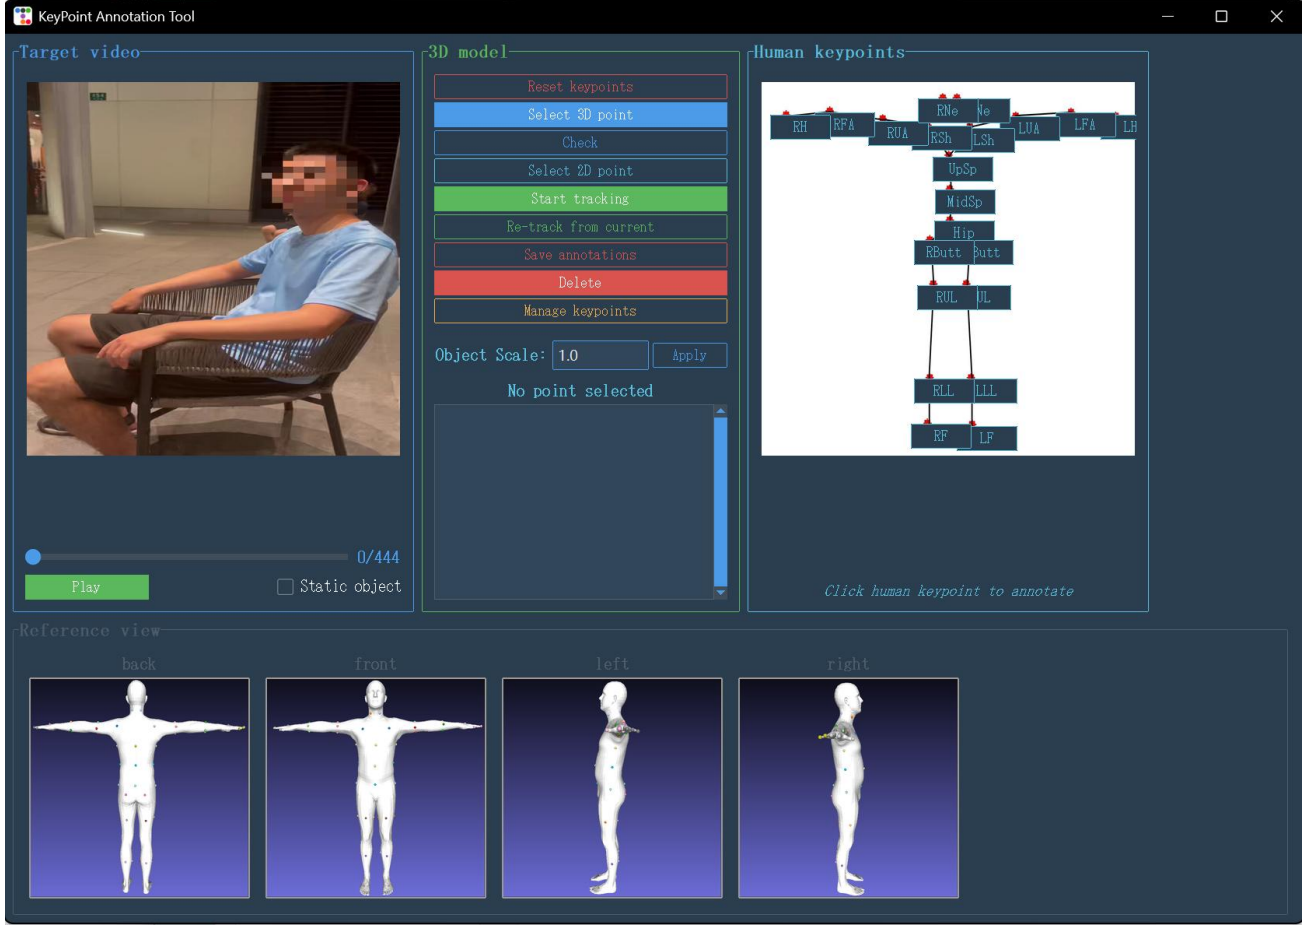 KeyPoint Annotation Tool
Target video
0/444
Play
Static object
3D model
Reset keypoints
Select 3D point
Check
Select 2D point
Start tracking
Re-track from current
Save annotations
Delete
Manage keypoints
Object Scale: 1.0 Apply
No point selected
Human keypoints
RNe Ne
RH RFA RUA RSh LSh LUA LFA LH
UpSp
MidSp
Hip
RButt Butt
RUL UL
RLL LLL
RF LF
Click human keypoint to annotate
Reference view
back front left right